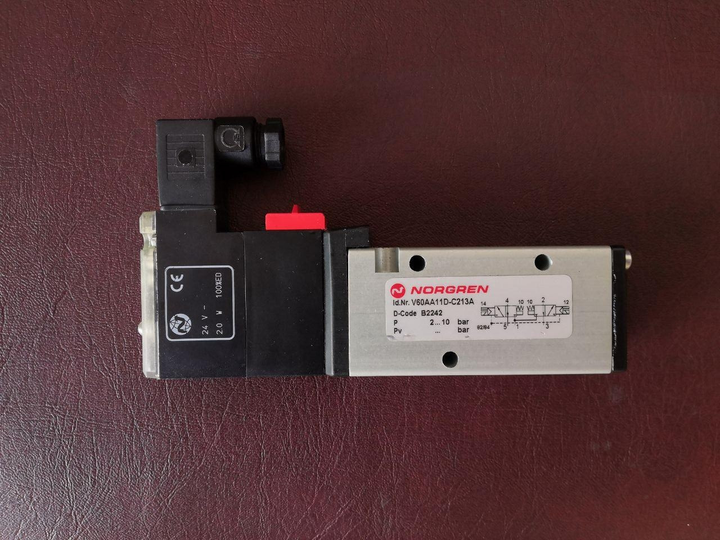 NORGREN
Id.Nr. V60AA11D-C213A
D-Code B2242
P 2...10 bar
Pv ... bar
14 4 10 10 2 12
82/84 5 1 3
CE
24 V -
2.0 W 100%ED